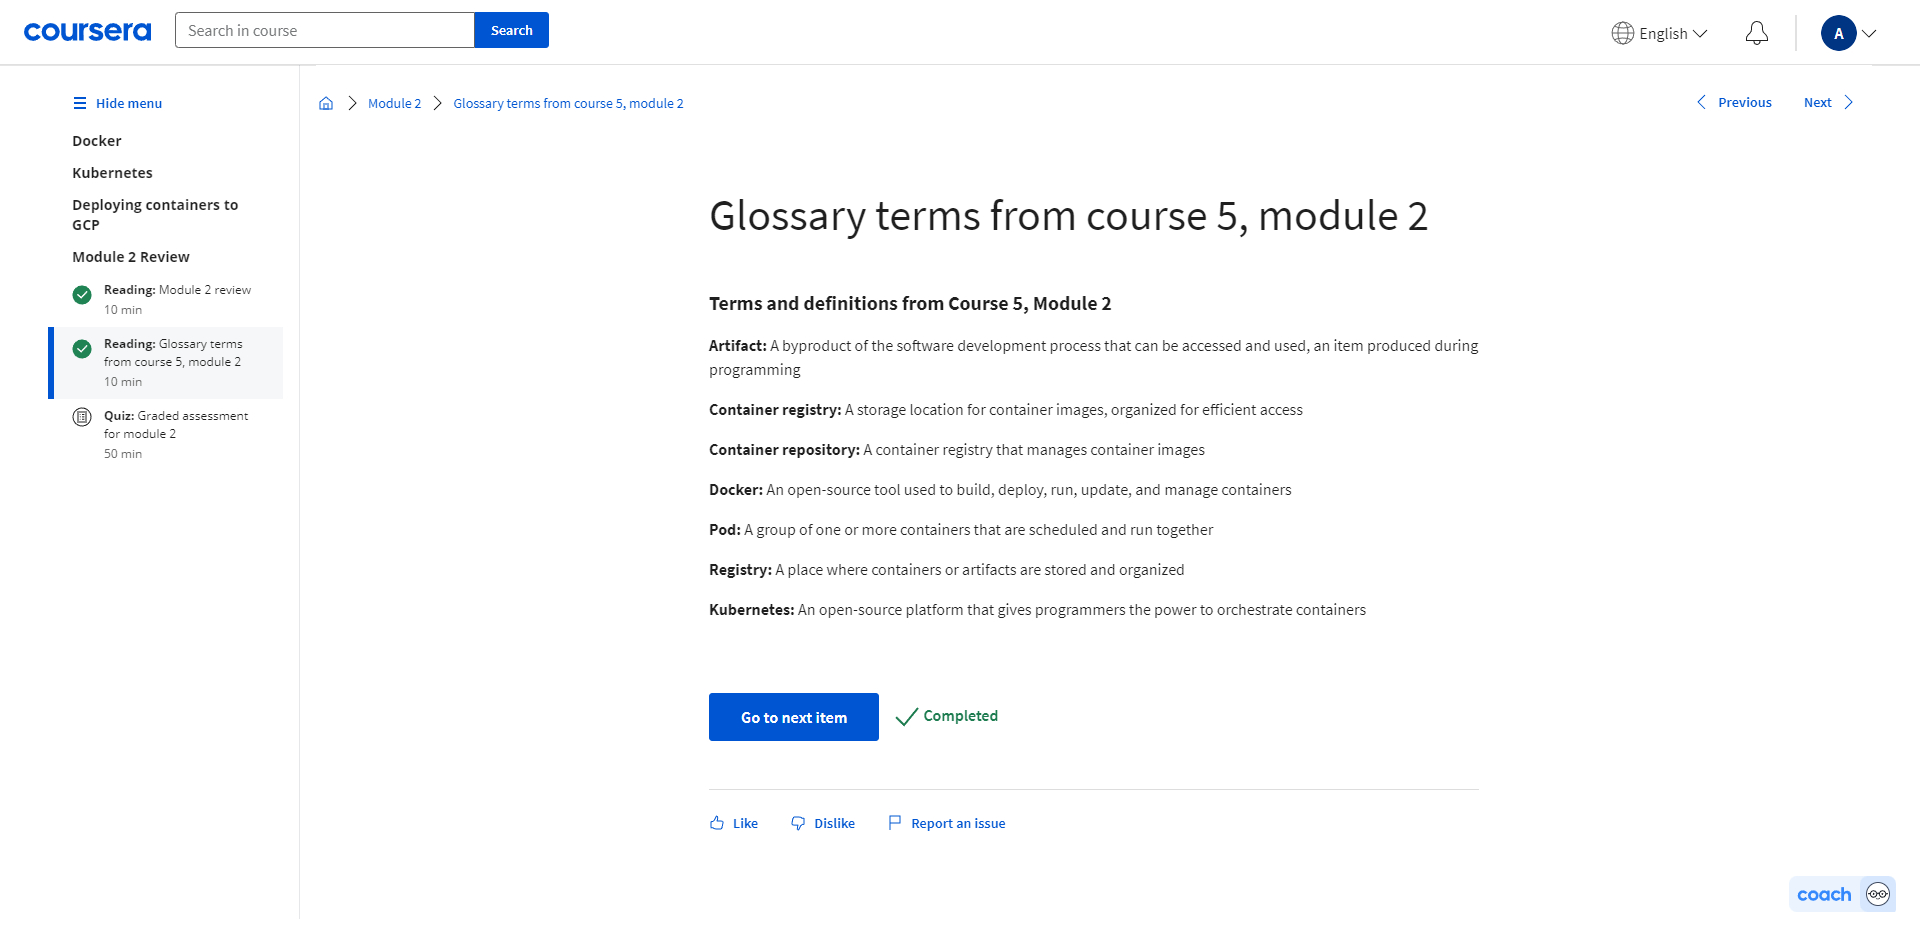 coursera
Search in course
Search
English
A
Hide menu
Docker
Kubernetes
Deploying containers to
GCP
Module 2 Review
Reading: Module 2 review
10 min
Reading: Glossary terms
from course 5, module 2
10 min
Quiz: Graded assessment
for module 2
50 min
Module 2
Glossary terms from course 5, module 2
Previous
Next
Glossary terms from course 5, module 2
Terms and definitions from Course 5, Module 2
Artifact: A byproduct of the software development process that can be accessed and used, an item produced during
programming
Container registry: A storage location for container images, organized for efficient access
Container repository: A container registry that manages container images
Docker: An open-source tool used to build, deploy, run, update, and manage containers
Pod: A group of one or more containers that are scheduled and run together
Registry: A place where containers or artifacts are stored and organized
Kubernetes: An open-source platform that gives programmers the power to orchestrate containers
Go to next item
Completed
Like
Dislike
Report an issue
coach